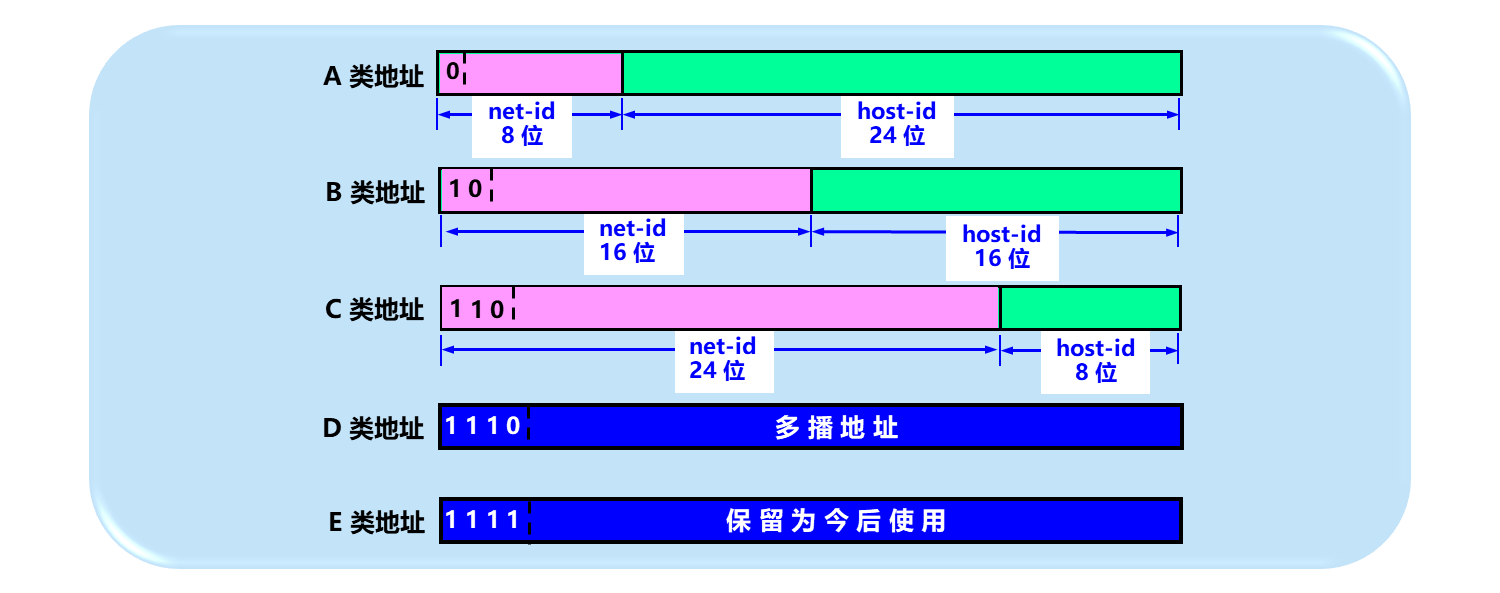 A 类地址
0
net-id
8 位
host-id
24 位
B 类地址
1 0
net-id
16 位
host-id
16 位
C 类地址
1 1 0
net-id
24 位
host-id
8 位
D 类地址
1 1 1 0
多 播 地 址
E 类地址
1 1 1 1
保 留 为 今 后 使 用